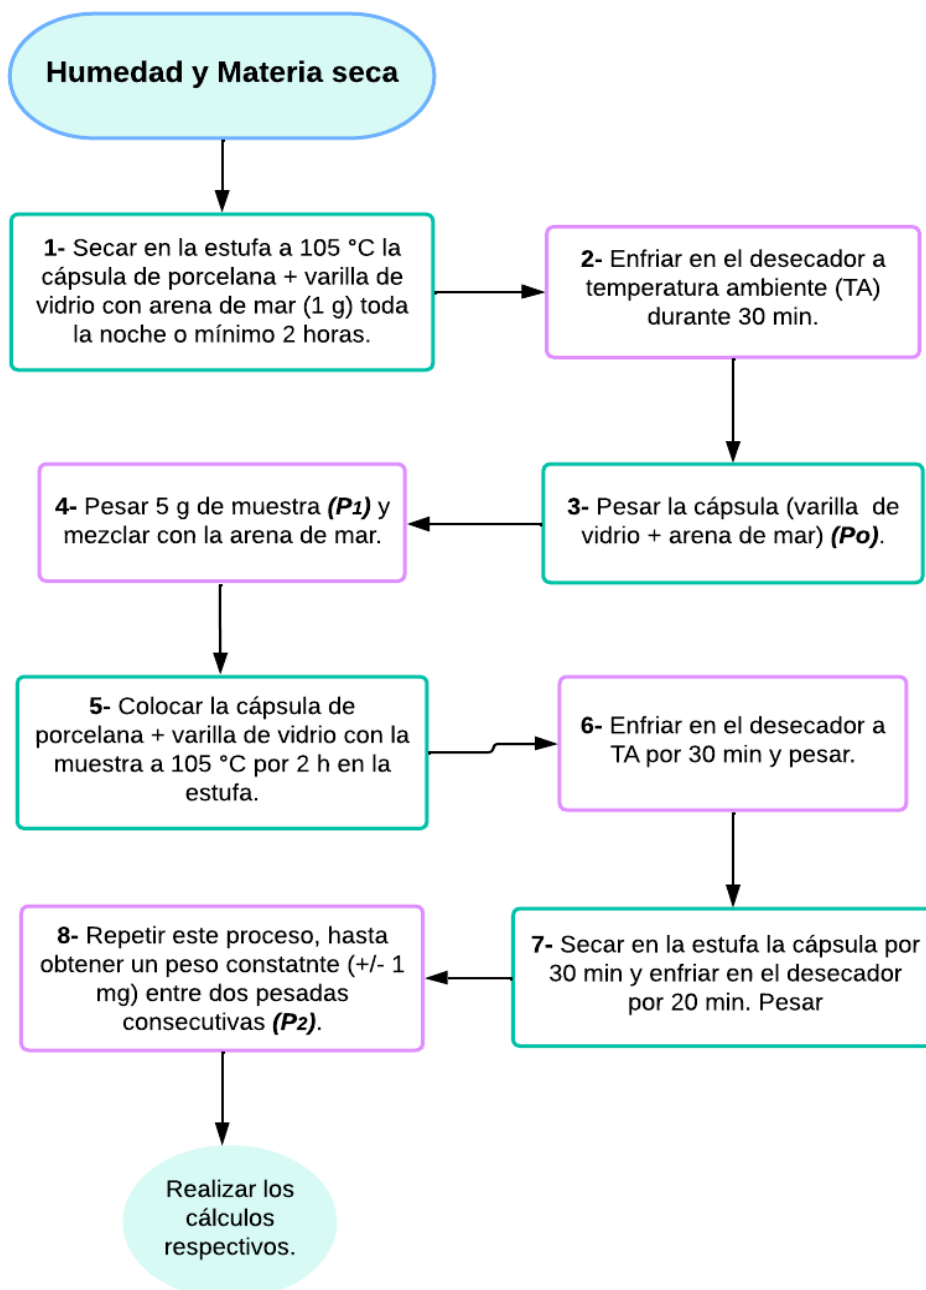 Humedad y Materia seca
1- Secar en la estufa a 105 °C la
cápsula de porcelana + varilla de
vidrio con arena de mar (1 g) toda
la noche o mínimo 2 horas.
2- Enfriar en el desecador a
temperatura ambiente (TA)
durante 30 min.
3- Pesar la cápsula (varilla de
vidrio + arena de mar) (Po).
4- Pesar 5 g de muestra (P1) y
mezclar con la arena de mar.
5- Colocar la cápsula de
porcelana + varilla de vidrio con la
muestra a 105 °C por 2 h en la
estufa.
6- Enfriar en el desecador a
TA por 30 min y pesar.
7- Secar en la estufa la cápsula por
30 min y enfriar en el desecador
por 20 min. Pesar
8- Repetir este proceso, hasta
obtener un peso constatnte (+/- 1
mg) entre dos pesadas
consecutivas (P2).
Realizar los
cálculos
respectivos.